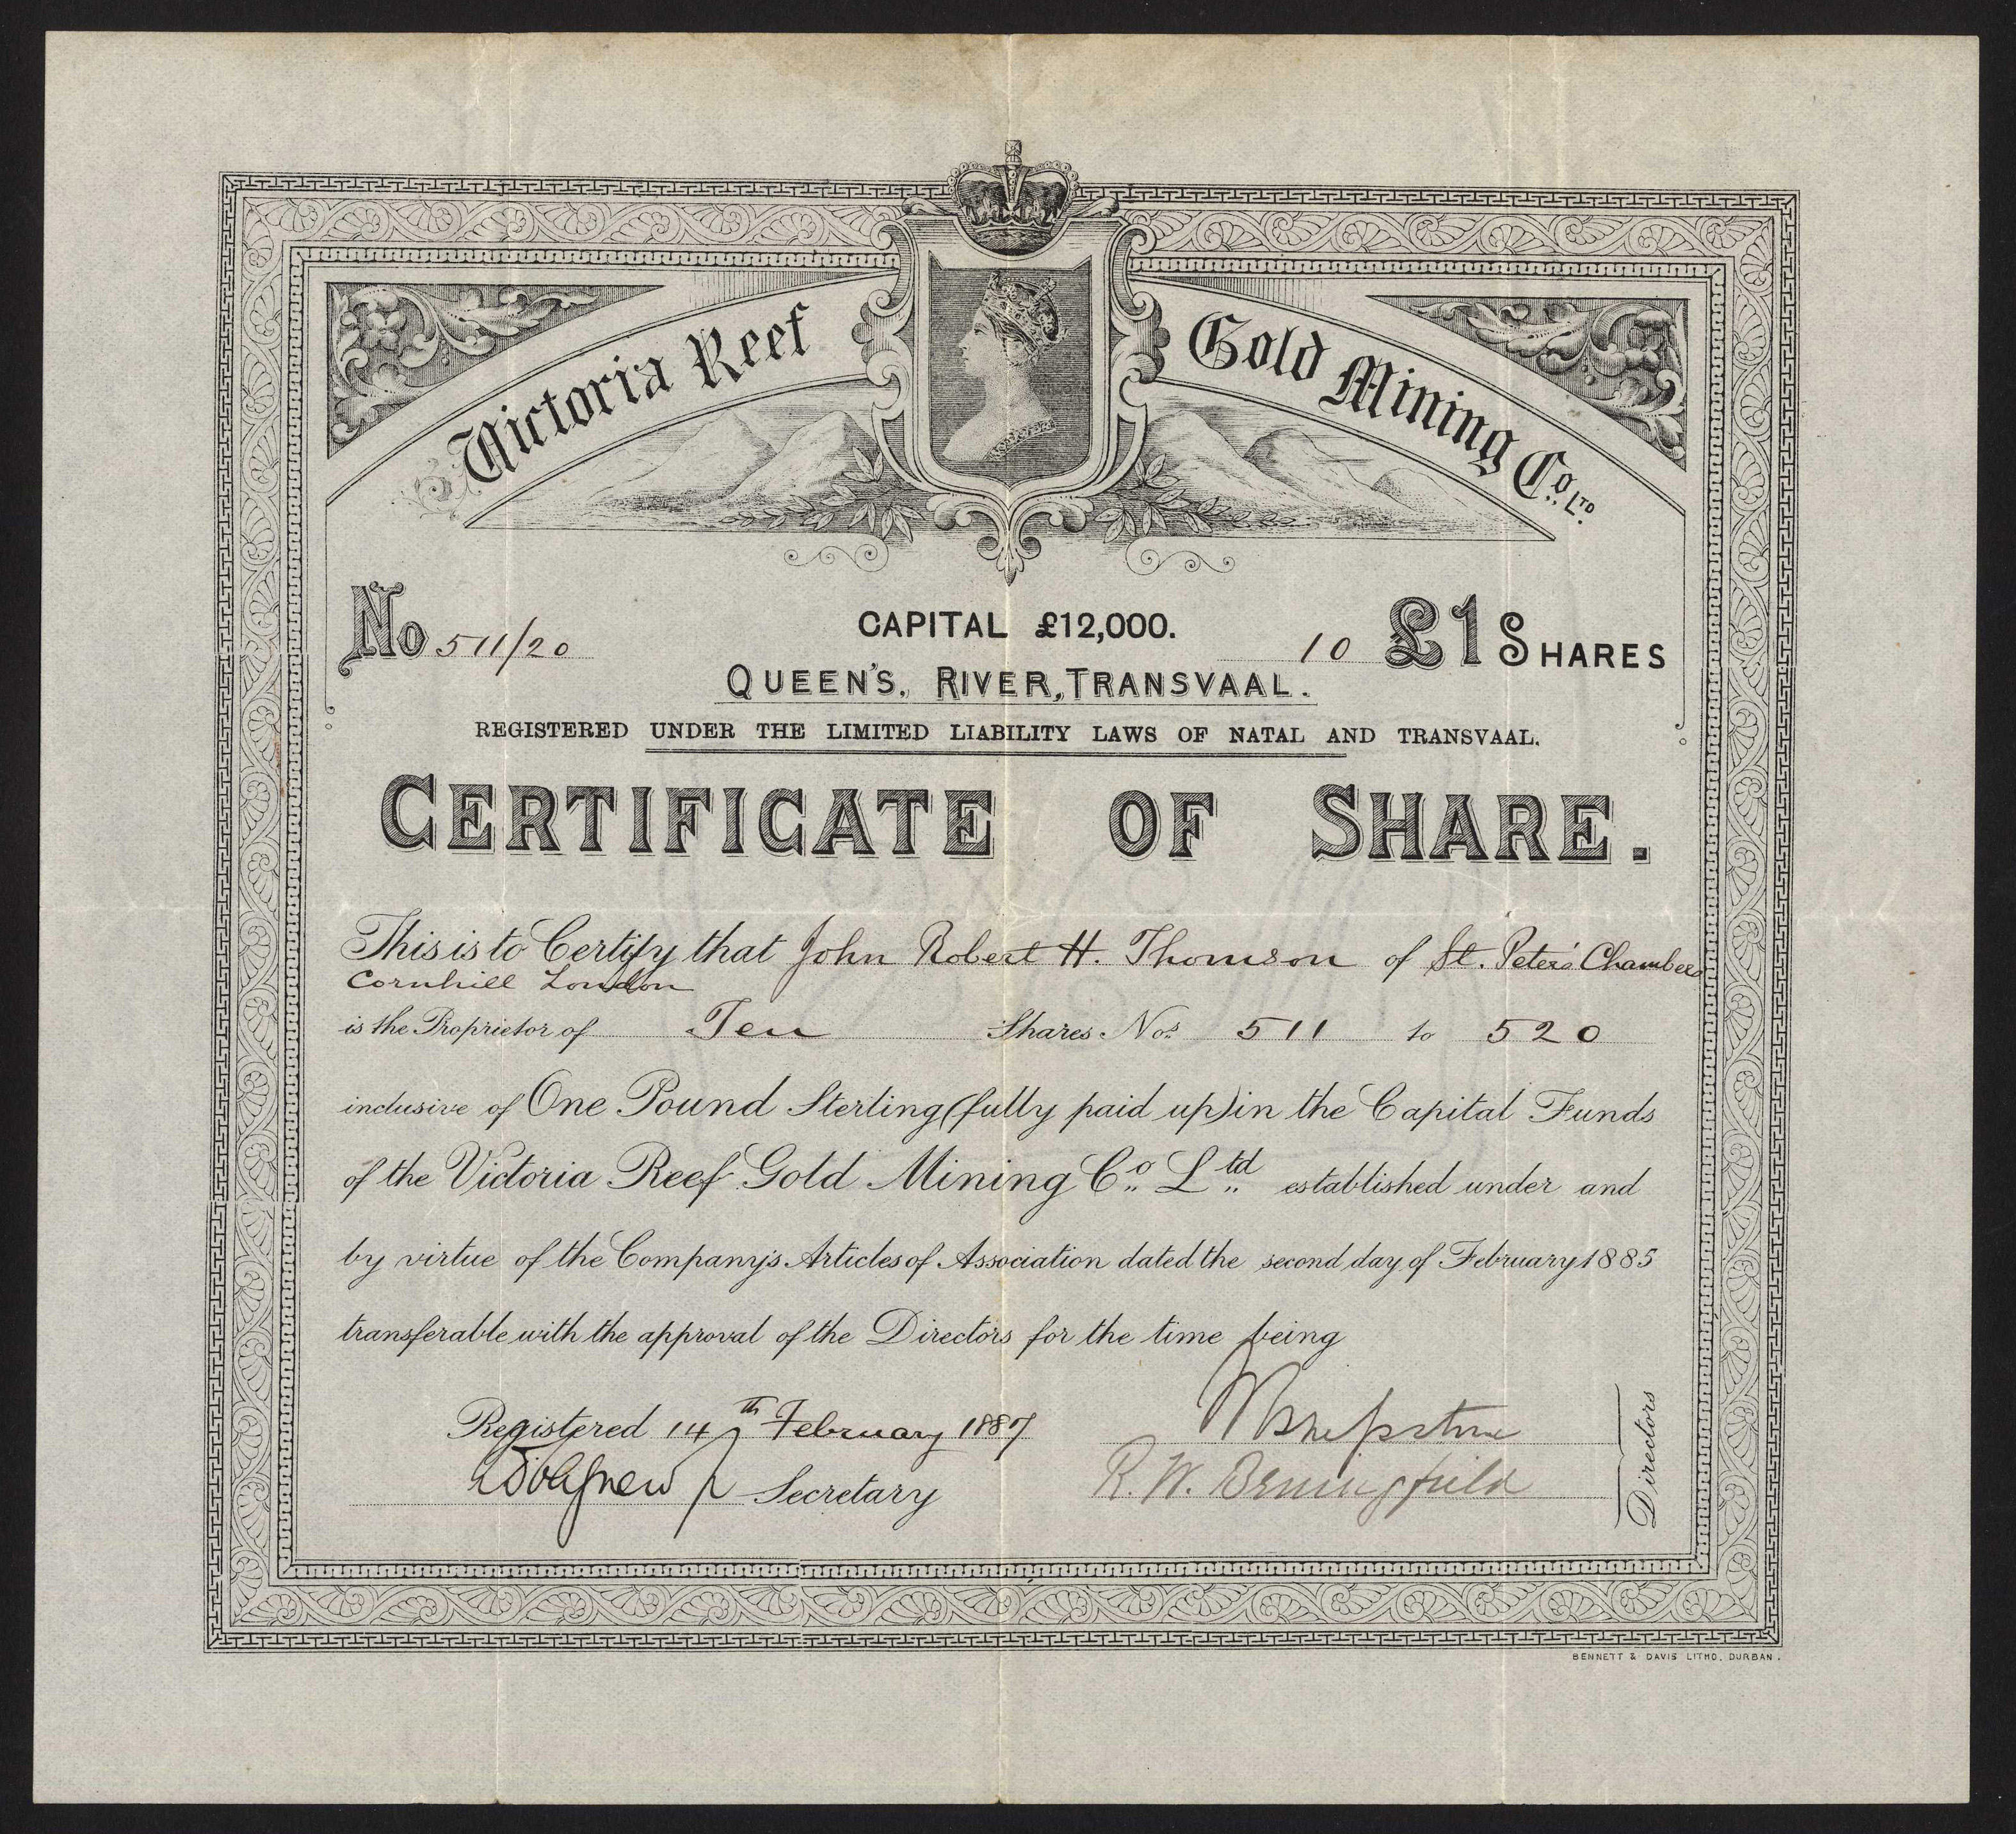 Victoria Reef Gold Mining Co. LTD.
No 511/20
CAPITAL £12,000.
10 £1 SHARES
QUEEN'S, RIVER, TRANSVAAL.
REGISTERED UNDER THE LIMITED LIABILITY LAWS OF NATAL AND TRANSVAAL.
CERTIFICATE OF SHARE.
This is to Certify that John Robert H. Thomson of St. Peter's Chambers
Cornhill London
is the Proprietor of Ten Shares Nos. 511 to 520
inclusive of One Pound Sterling (fully paid up) in the Capital Funds
of the Victoria Reef Gold Mining Co. Ltd. established under and
by virtue of the Company's Articles of Association dated the second day of February 1885
transferable with the approval of the Directors for the time being
Registered 14th February 1887
Secretary
R. W.
Directors
BENNETT & DAVIS LITHO. DURBAN.